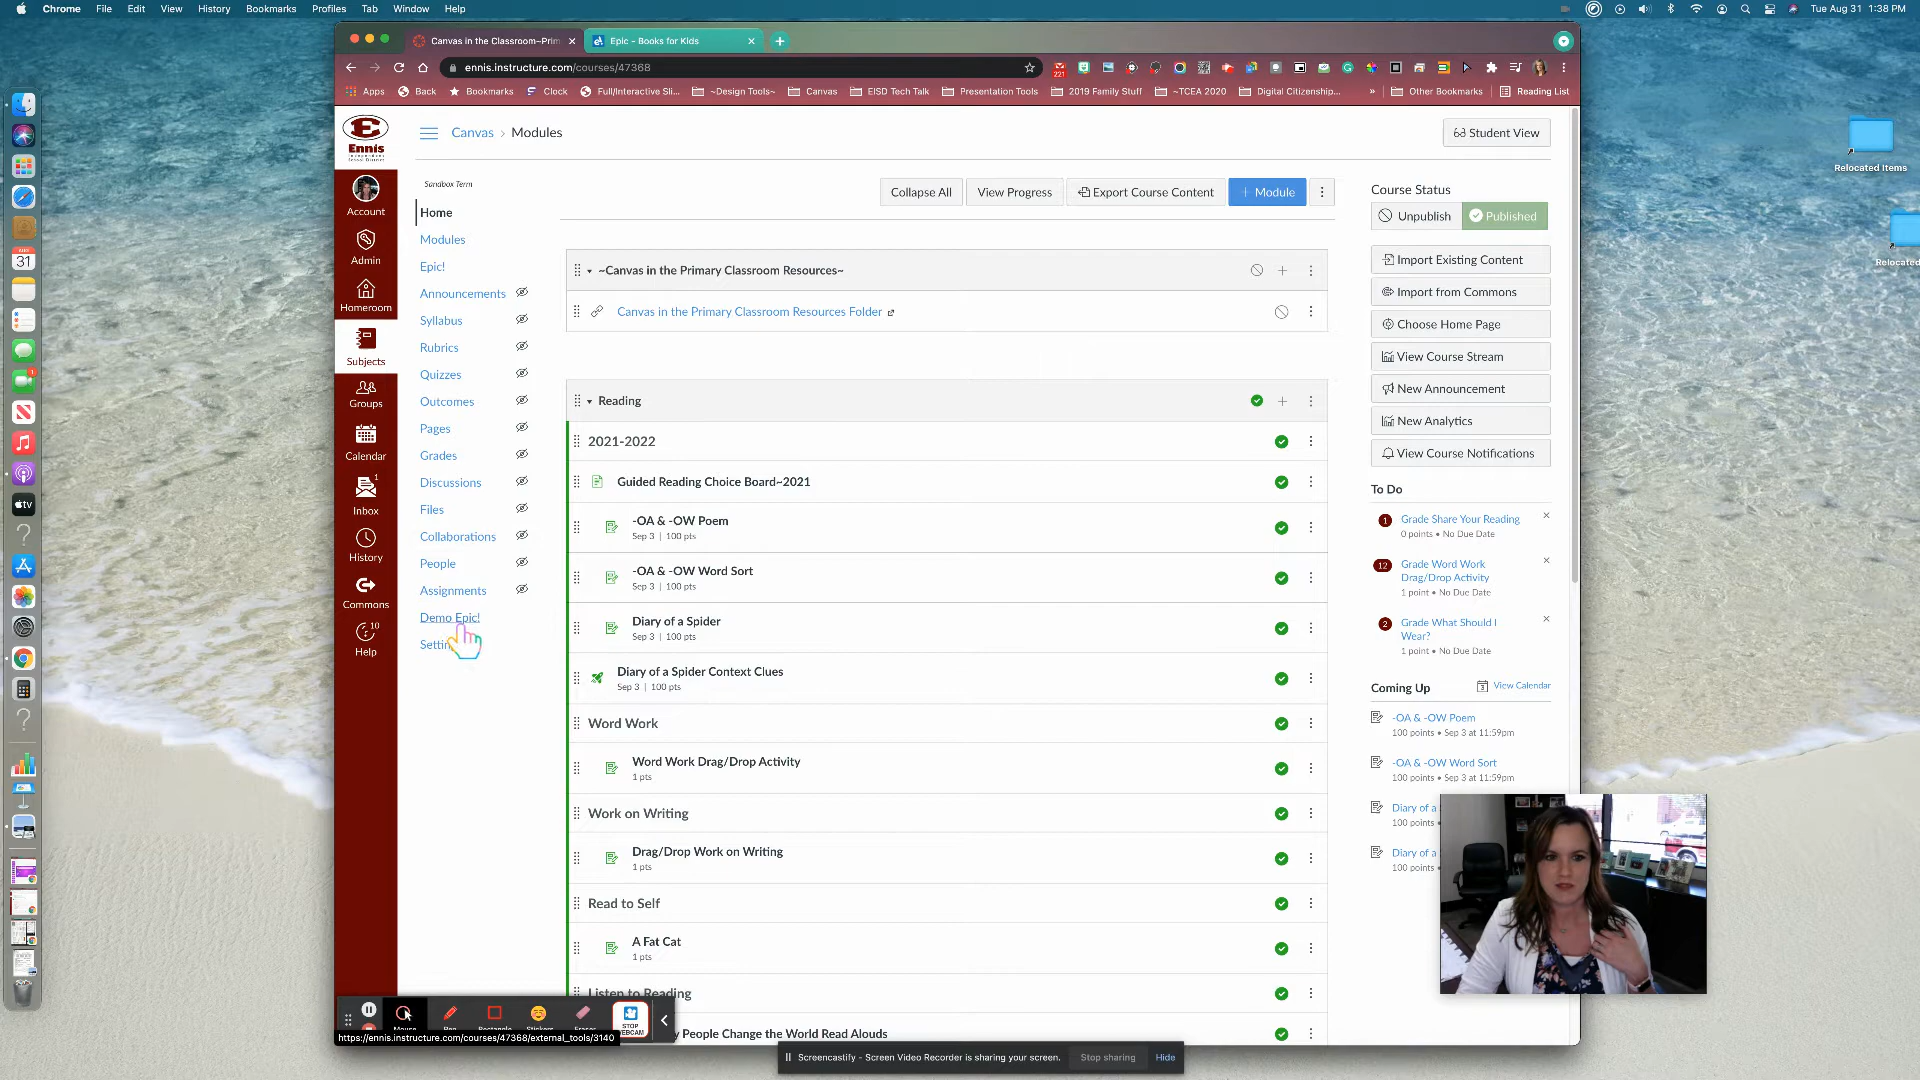 Chrome File Edit View History Bookmarks Profiles Tab Window Help
Tue Aug 31 1:38 PM
Canvas in the Classroom~Prim
Epic - Books for Kids
ennis.instructure.com/courses/47368
221
Apps Back Bookmarks Clock Full/Interactive Sli... ~Design Tools~ Canvas EISD Tech Talk Presentation Tools 2019 Family Stuff ~TCEA 2020 Digital Citizenship... » Other Bookmarks Reading List
Relocated Items
Relocated
E
Ennis
Canvas › Modules
Student View
Account
Admin
Homeroom
Subjects
Groups
Calendar
1
Inbox
History
Commons
10
Help
Sandbox Term
Home
Modules
Epic!
Announcements
Syllabus
Rubrics
Quizzes
Outcomes
Pages
Grades
Discussions
Files
Collaborations
People
Assignments
Demo Epic!
Settin
Collapse All
View Progress
Export Course Content
+ Module
~Canvas in the Primary Classroom Resources~
Canvas in the Primary Classroom Resources Folder
Reading
2021-2022
Guided Reading Choice Board~2021
-OA & -OW Poem
Sep 3 | 100 pts
-OA & -OW Word Sort
Sep 3 | 100 pts
Diary of a Spider
Sep 3 | 100 pts
Diary of a Spider Context Clues
Sep 3 | 100 pts
Word Work
Word Work Drag/Drop Activity
1 pts
Work on Writing
Drag/Drop Work on Writing
1 pts
Read to Self
A Fat Cat
1 pts
Listen to Reading
y People Change the World Read Alouds
Course Status
Unpublish
Published
Import Existing Content
Import from Commons
Choose Home Page
View Course Stream
New Announcement
New Analytics
View Course Notifications
To Do
1
Grade Share Your Reading
0 points • No Due Date
12
Grade Word Work
Drag/Drop Activity
1 point • No Due Date
2
Grade What Should I
Wear?
1 point • No Due Date
Coming Up
View Calendar
-OA & -OW Poem
100 points • Sep 3 at 11:59pm
-OA & -OW Word Sort
100 points • Sep 3 at 11:59pm
Diary of a
100 points •
Diary of a
100 points •
AUG
31
1
tv
STOP
WEBCAM
https://ennis.instructure.com/courses/47368/external_tools/3140
Screencastify - Screen Video Recorder is sharing your screen.
Stop sharing
Hide